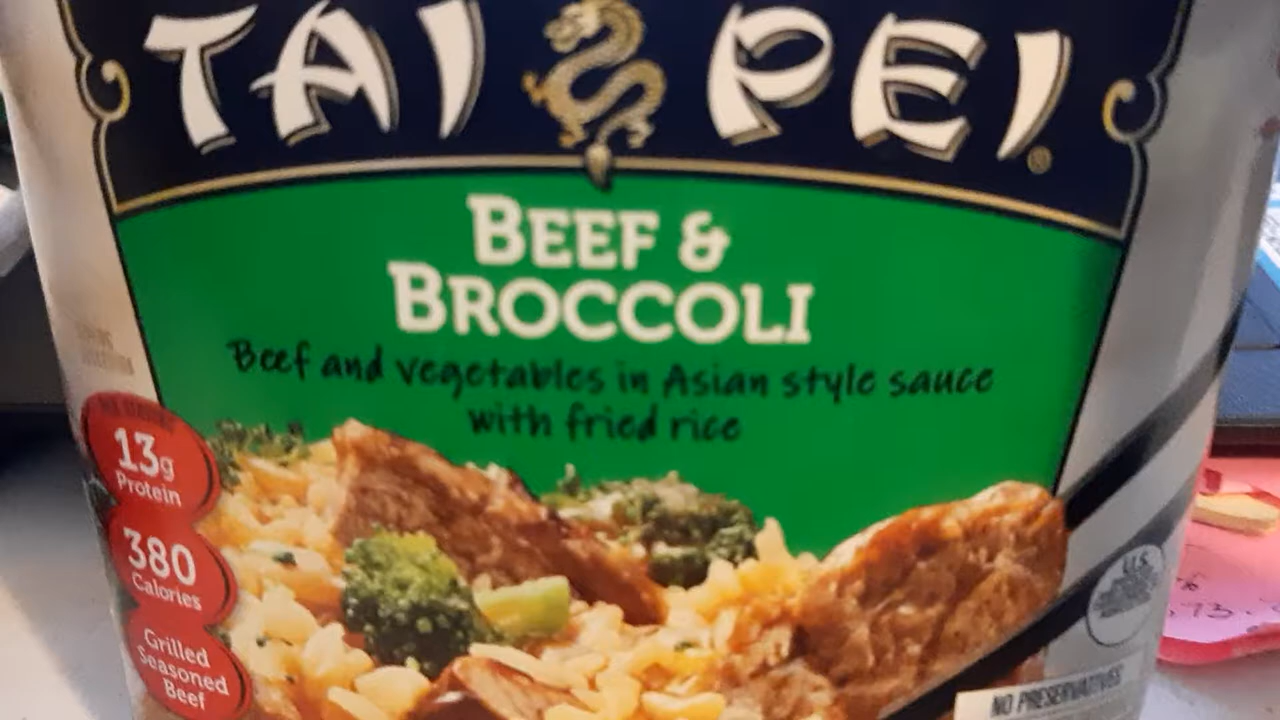 TAI PEI®
BEEF &
BROCCOLI
Beef and vegetables in Asian style sauce
with fried rice
13g
Protein
380
Calories
Grilled
Seasoned
Beef
U.S.
NO PRESERVATIVES
73.